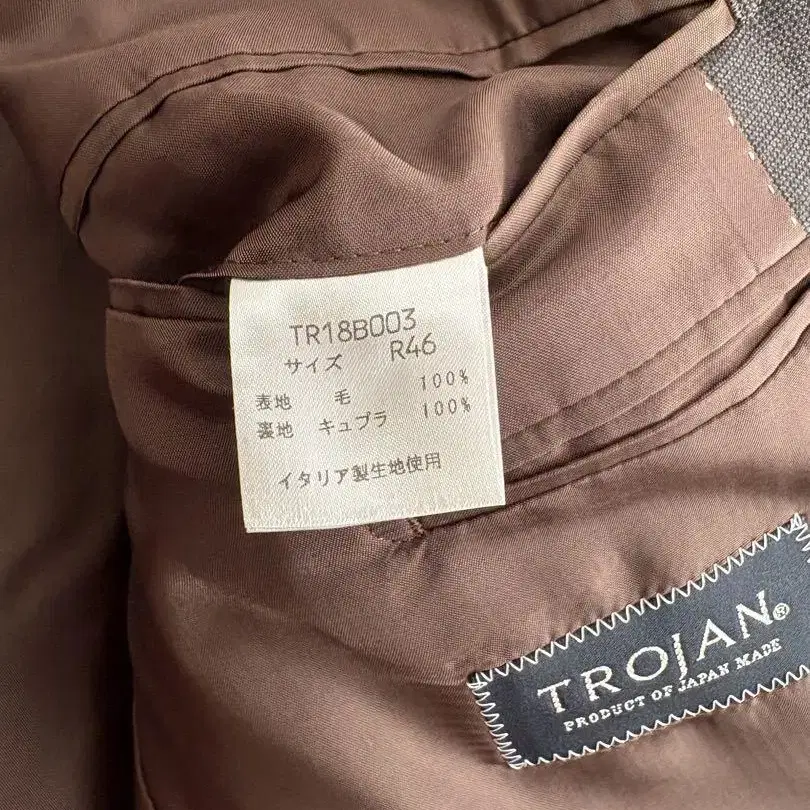 TR18B003
サイズ R46
表地 毛 100%
裏地 キュプラ 100%
イタリア製生地使用
TROJAN®
PRODUCT OF JAPAN MADE